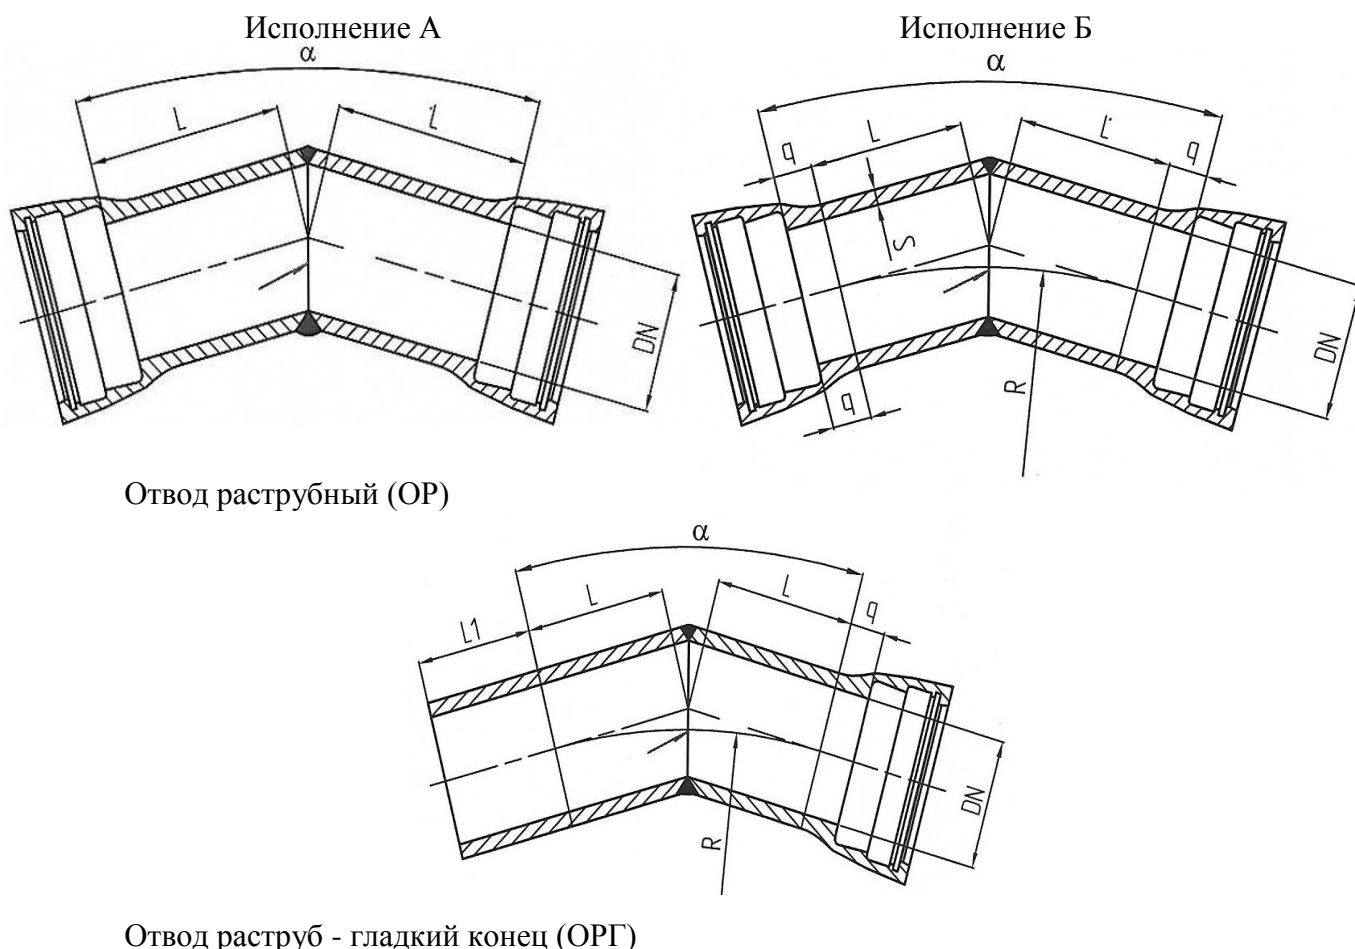 Исполнение А
Исполнение Б
α
α
L
L
q
L
L
q
S
DN
DN
q
R
Отвод раструбный (ОР)
α
L1
L
L
q
DN
R
Отвод раструб - гладкий конец (ОРГ)